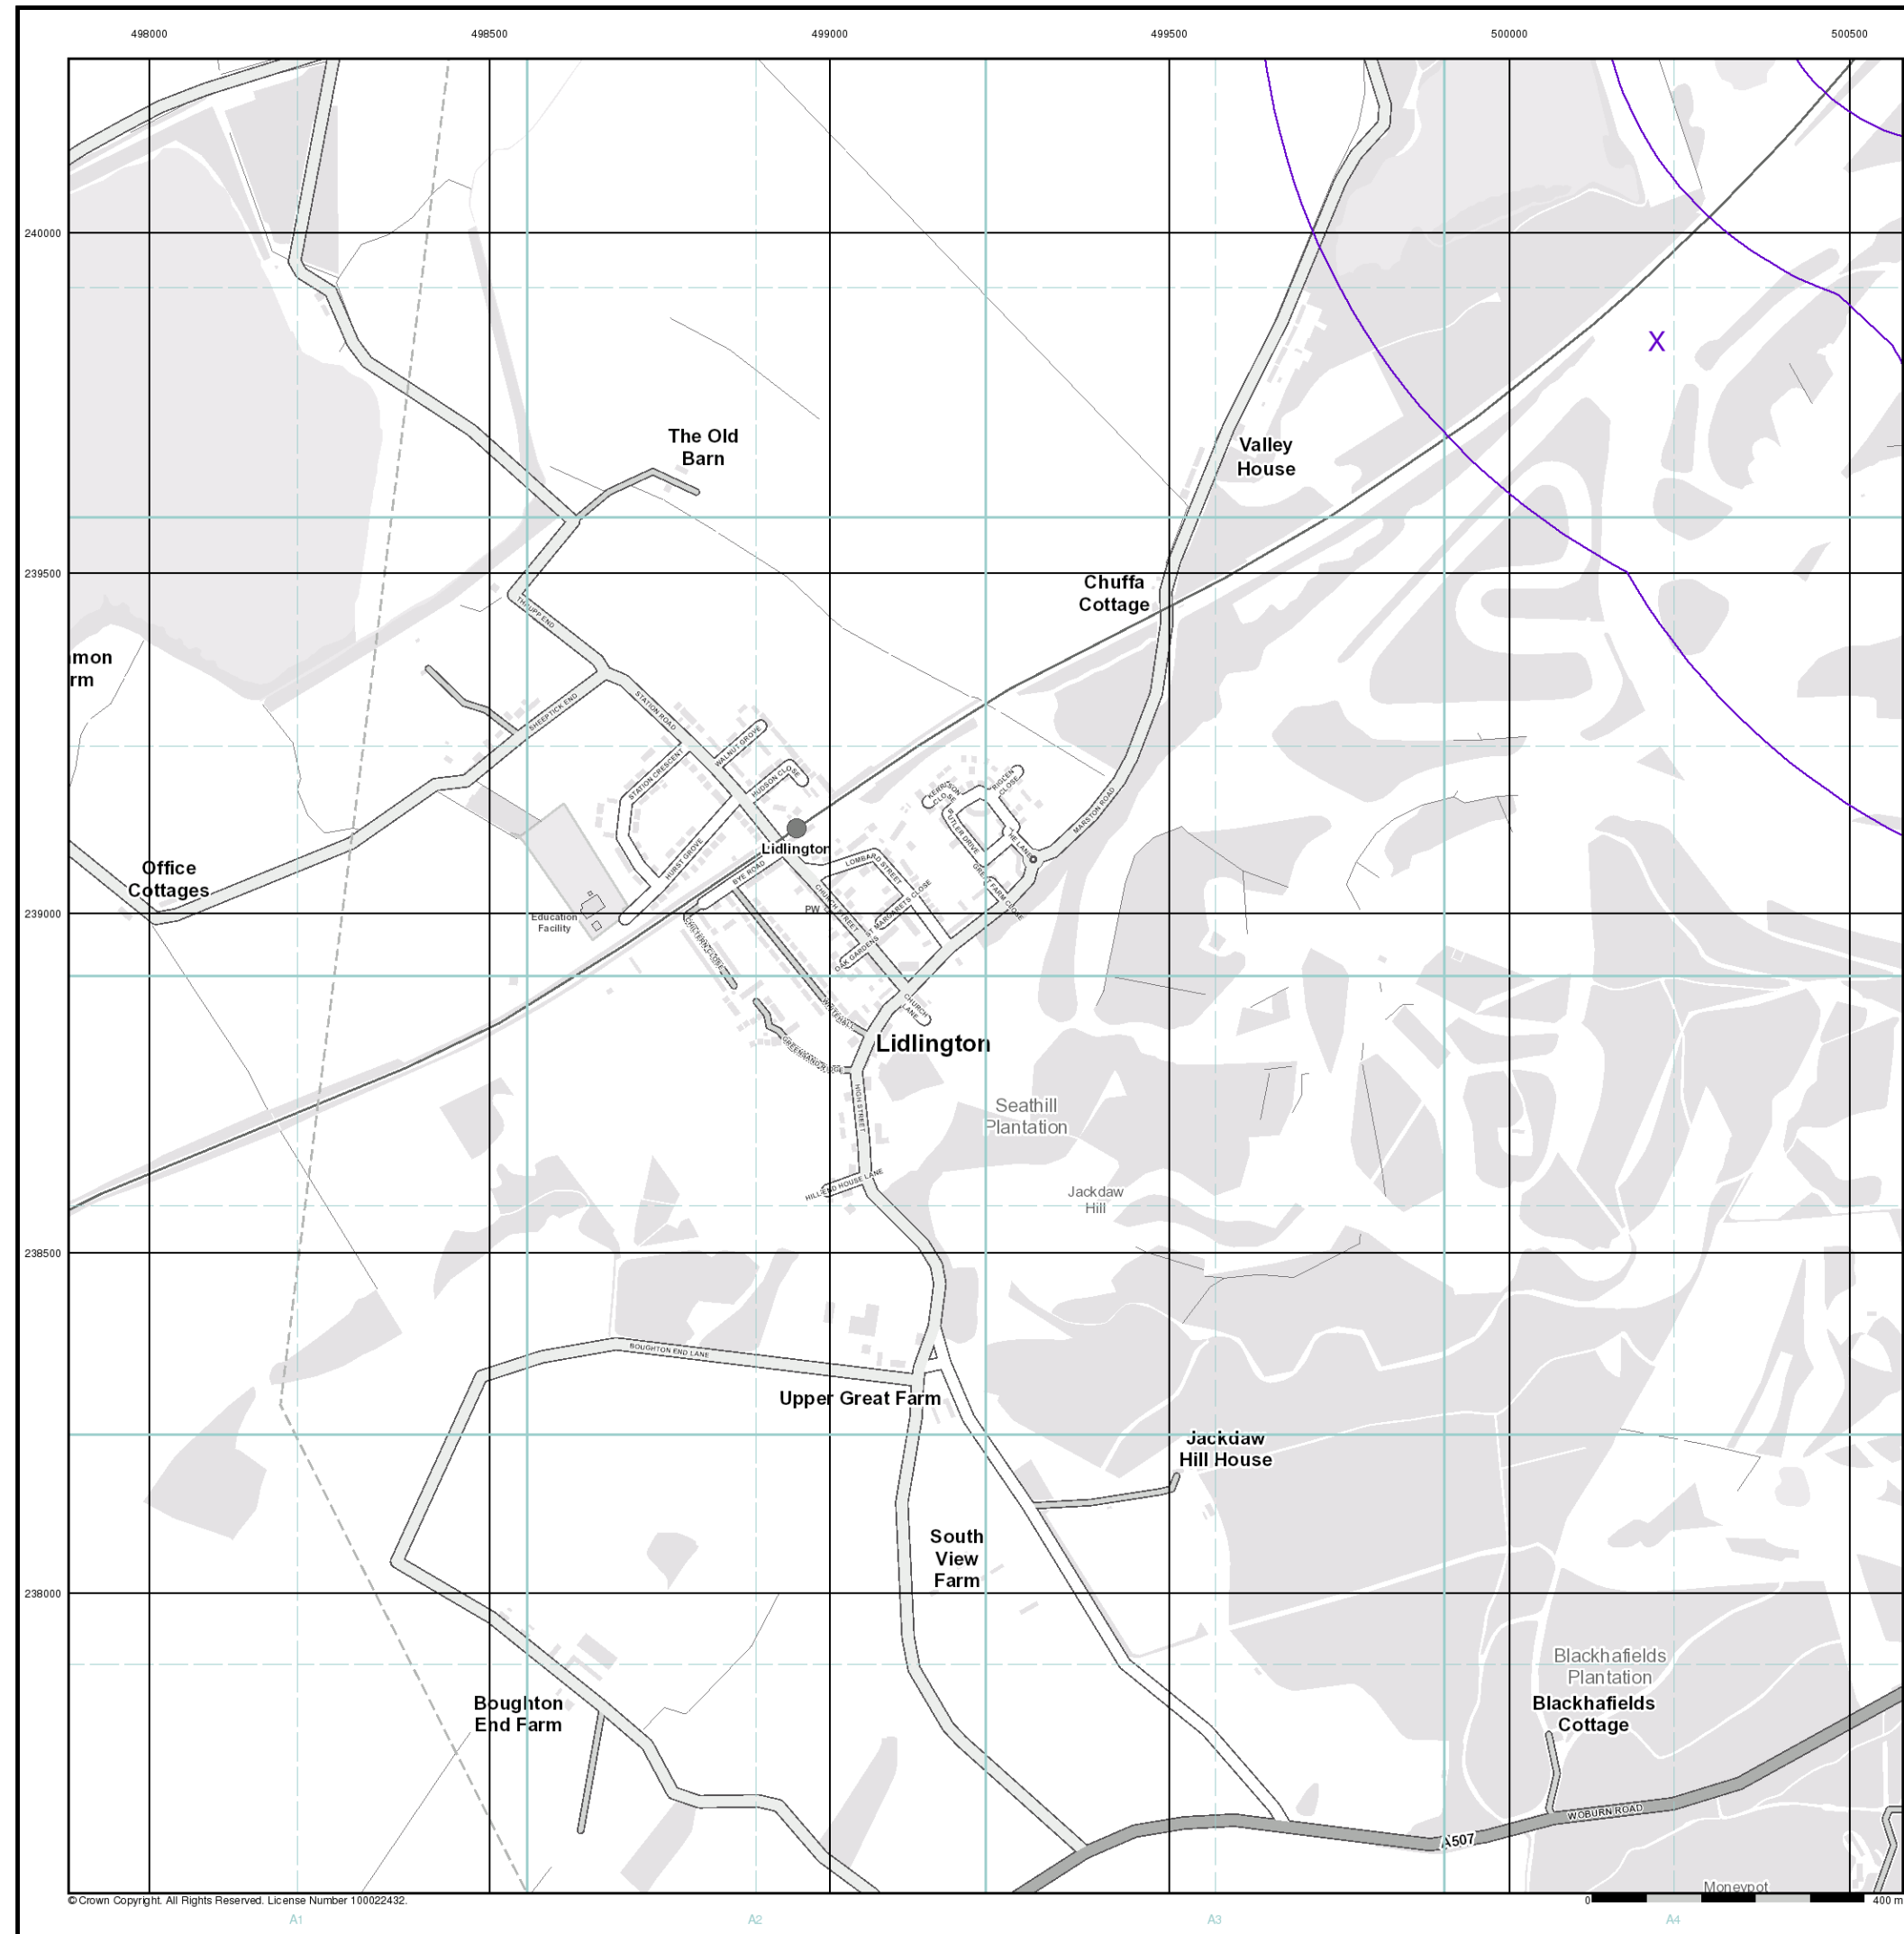 498000
498500
499000
499500
500000
500500
240000
239500
239000
238500
238000
X
The Old
Barn
Valley
House
Chuffa
Cottage
mmon
rm
THRUPP END
SHEEPTICK END
STATION ROAD
WALNUT GROVE
STATION CRESCENT
HUDSON CLOSE
HURST GROVE
Lidlington
BYE ROAD
LOMBARD STREET
CHURCH STREET
PW
ST MARGARETS CLOSE
OAK GARDENS
KERRISON
CLOSE
RIGLEN
CLOSE
BUTLER DRIVE
THE LANE
GREAT FARM CLOSE
MARSTON ROAD
Office
Cottages
Education
Facility
CHILTERN CLOSE
WHITEHALL
CHURCH
LANE
Lidlington
HIGH STREET
Seathill
Plantation
HILL END HOUSE LANE
Jackdaw
Hill
BOUGHTON END LANE
Upper Great Farm
Jackdaw
Hill House
South
View
Farm
Boughton
End Farm
Blackhafields
Plantation
Blackhafields
Cottage
WOBURN ROAD
A507
Moneypot
© Crown Copyright. All Rights Reserved. License Number 100022432.
0
400 m
A1
A2
A3
A4